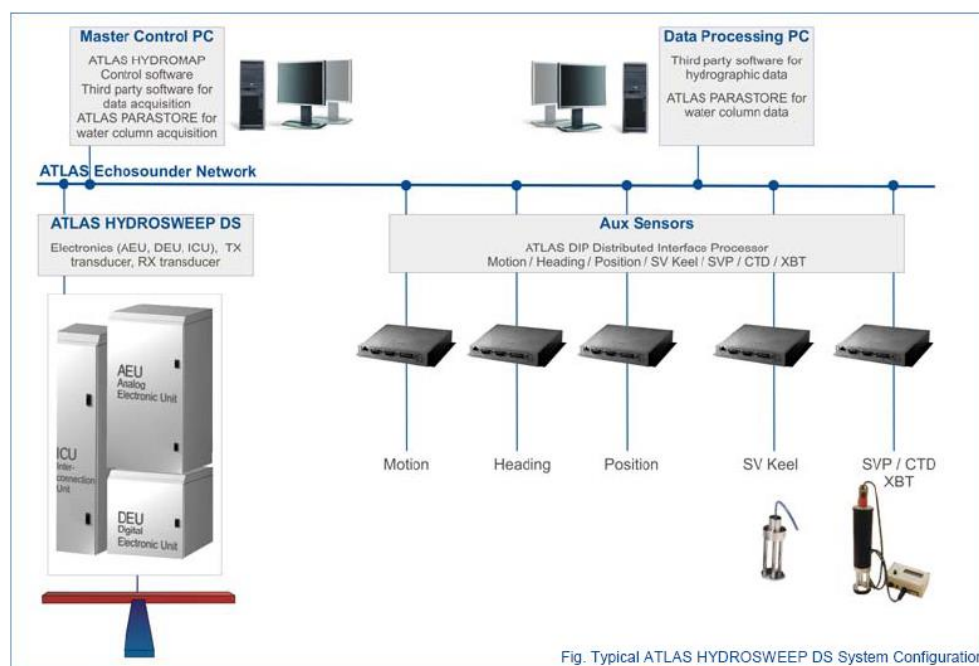 Master Control PC
ATLAS HYDROMAP
Control software
Third party software for
data acquisition
ATLAS PARASTORE for
water column acquisition
Data Processing PC
Third party software for
hydrographic data
ATLAS PARASTORE for
water column data
ATLAS Echosounder Network
ATLAS HYDROSWEEP DS
Electronics (AEU, DEU, ICU), TX
transducer, RX transducer
Aux Sensors
ATLAS DIP Distributed Interface Processor
Motion / Heading / Position / SV Keel / SVP / CTD / XBT
AEU
Analog
Electronic Unit
ICU
Inter-
connection
Unit
DEU
Digital
Electronic Unit
Motion
Heading
Position
SV Keel
SVP / CTD
XBT
Fig. Typical ATLAS HYDROSWEEP DS System Configuration